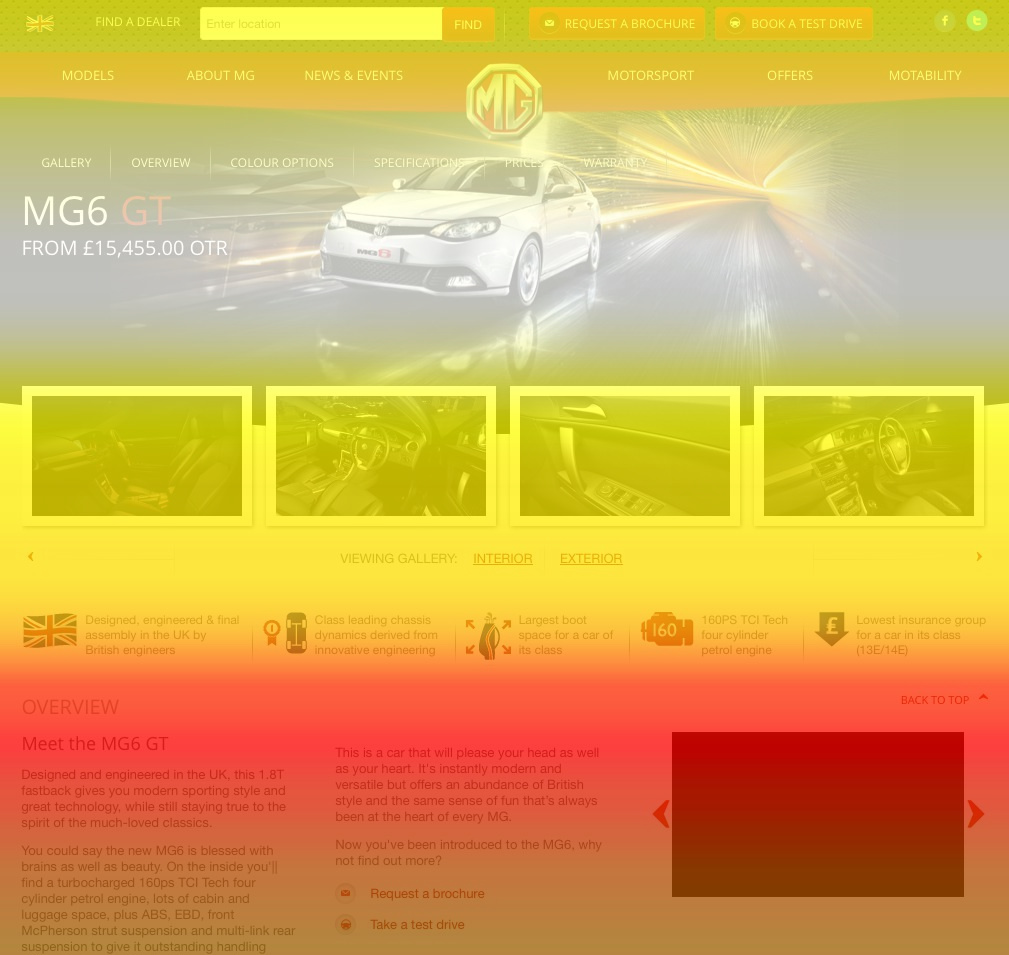 FIND A DEALER
Enter location
FIND
REQUEST A BROCHURE
BOOK A TEST DRIVE
MODELS
ABOUT MG
NEWS & EVENTS
MG
MOTORSPORT
OFFERS
MOTABILITY
GALLERY
OVERVIEW
COLOUR OPTIONS
SPECIFICATIONS
PRICES
WARRANTY
MG6 GT
FROM £15,455.00 OTR
MG6
VIEWING GALLERY: INTERIOR EXTERIOR
Designed, engineered & final
assembly in the UK by
British engineers
Class leading chassis
dynamics derived from
innovative engineering
Largest boot
space for a car of
its class
160
160PS TCI Tech
four cylinder
petrol engine
£
Lowest insurance group
for a car in its class
(13E/14E)
OVERVIEW
BACK TO TOP
Meet the MG6 GT
Designed and engineered in the UK, this 1.8T
fastback gives you modern sporting style and
great technology, while still staying true to the
spirit of the much-loved classics.
You could say the new MG6 is blessed with
brains as well as beauty. On the inside you'll
find a turbocharged 160ps TCI Tech four
cylinder petrol engine, lots of cabin and
luggage space, plus ABS, EBD, front
McPherson strut suspension and multi-link rear
suspension to give it outstanding handling
This is a car that will please your head as well
as your heart. It's instantly modern and
versatile but offers an abundance of British
style and the same sense of fun that's always
been at the heart of every MG.
Now you've been introduced to the MG6, why
not find out more?
Request a brochure
Take a test drive